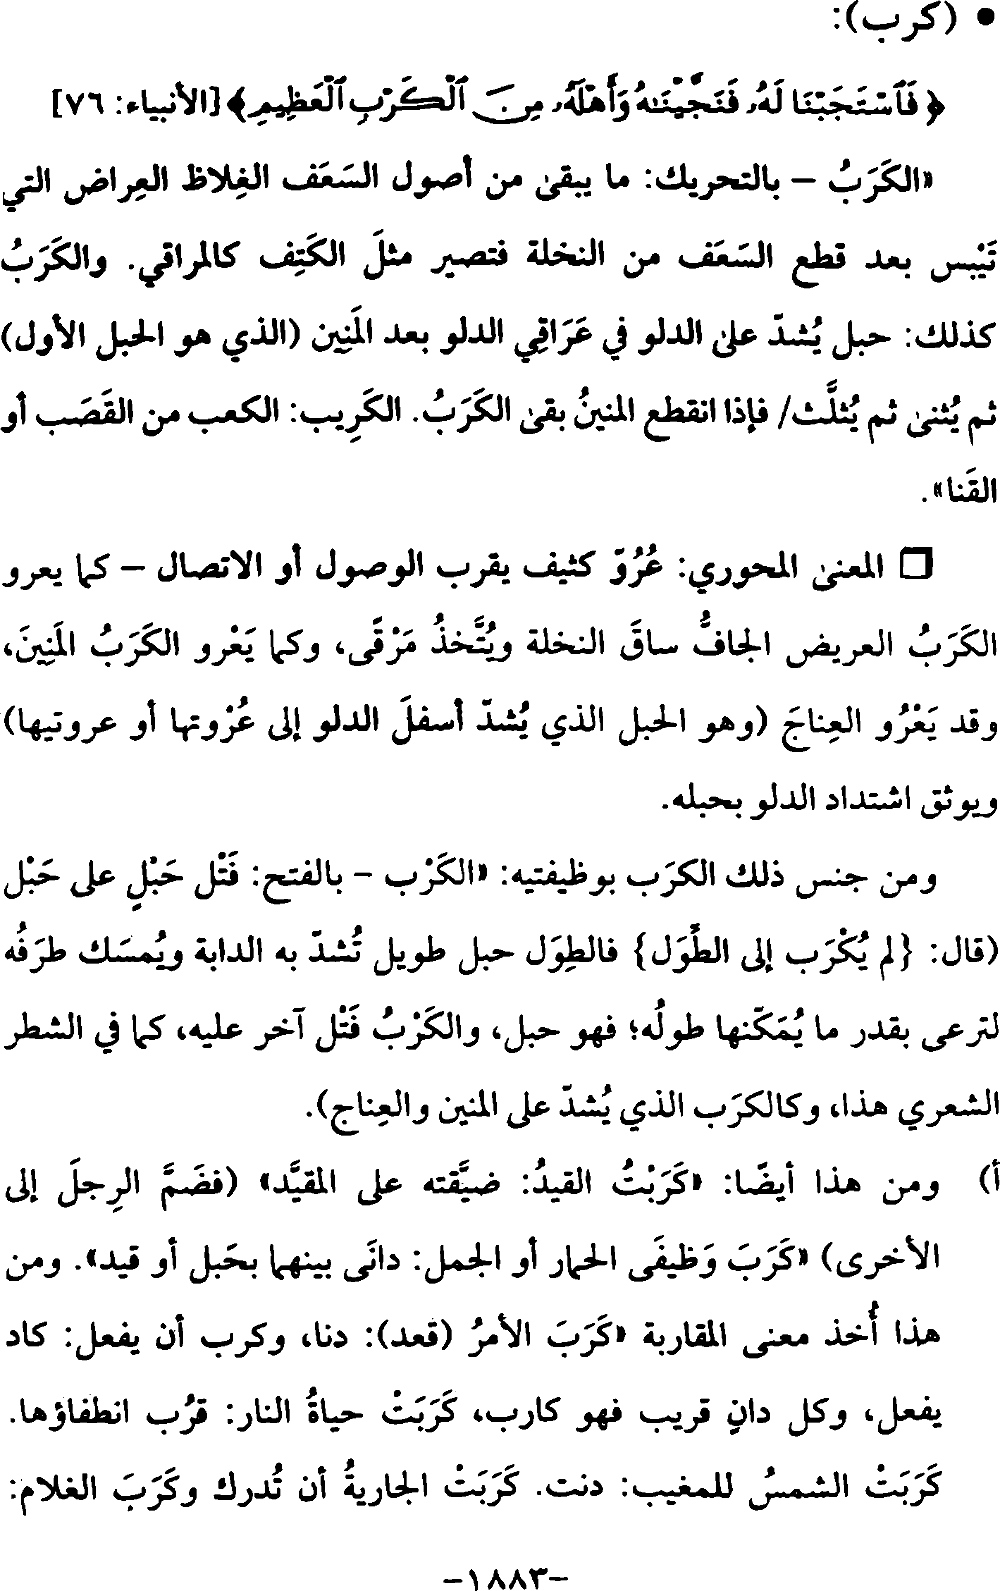 • (كرب):
﴿فَٱسْتَجَبْنَا لَهُۥ فَنَجَّيْنَٰهُ وَأَهْلَهُۥ مِنَ ٱلْكَرْبِ ٱلْعَظِيمِ﴾ [الأنبياء: ٧٦]
«الكَرَبُ – بالتحريك: ما يبقىٰ من أصول السَعَف الغِلاظ العِراض التي
تَيْبس بعد قطع السَعَف من النخلة فتصير مثلَ الكَتِف كالمراقي. والكَرَبُ
كذلك: حبل يُشدّ علىٰ الدلو في عَرَاقِي الدلو بعد المَنِين (الذي هو الحبل الأول)
ثم يُثنىٰ ثم يُثلَّث/ فإذا انقطع المنينُ بقىٰ الكَرَبُ. الكَرِيب: الكعب من القَصَب أو
القَنا».
❒ المعنىٰ المحوري: عُرُوّ كثيف يقرب الوصول أو الاتصال – كما يعرو
الكَرَبُ العريض الجافُّ ساقَ النخلة ويُتَّخذُ مَرْقًى، وكما يَعْرو الكَرَبُ المَنِينَ،
وقد يَعْرُو العِناجَ (وهو الحبل الذي يُشدّ أسفلَ الدلو إلى عُرْوتها أو عروتيها)
ويوثق اشتداد الدلو بحبله.
ومن جنس ذلك الكرَب بوظيفتيه: «الكَرْب – بالفتح: فَتْل حَبْلٍ على حَبْل
(قال: {لم يُكْرَب إلى الطِّوَل} فالطِوَل حبل طويل تُشدّ به الدابة ويُمسَك طرَفُه
لترعى بقدر ما يُمَكّنها طولُه؛ فهو حبل، والكَرْبُ فَتْل آخر عليه، كما في الشطر
الشعري هذا، وكالكرَب الذي يُشدّ على المنين والعِناج).
أ) ومن هذا أيضًا: «كَرَبْتُ القيدُ: ضيَّقته على المقيَّد» (فضَمَّ الرِجلَ إلى
الأخرى) «كَرَبَ وَظيفَى الحمار أو الجمل: دانَى بينهما بحَبل أو قيد». ومن
هذا أُخذ معنى المقاربة «كَرَبَ الأمرُ (قعد): دنا، وكرب أن يفعل: كاد
يفعل، وكل دانٍ قريب فهو كارب، كَرَبَتْ حياةُ النار: قرُب انطفاؤها.
كَرَبَتْ الشمسُ للمغيب: دنت. كَرَبَتْ الجاريةُ أن تُدرك وكَرَبَ الغلام:
-١٨٨٣-